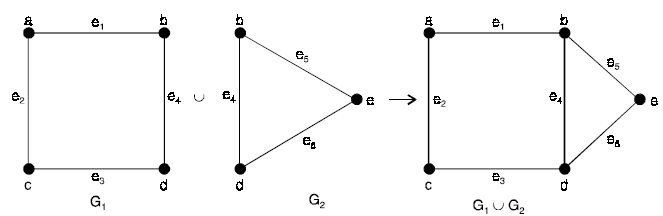 a e₁ b
e₂ e₄
c e₃ d
G₁
∪
b
e₅
e₄ e
e₆
d
G₂
→
a e₁ b
e₅
e₂ e₄ e
e₆
c e₃ d
G₁ ∪ G₂